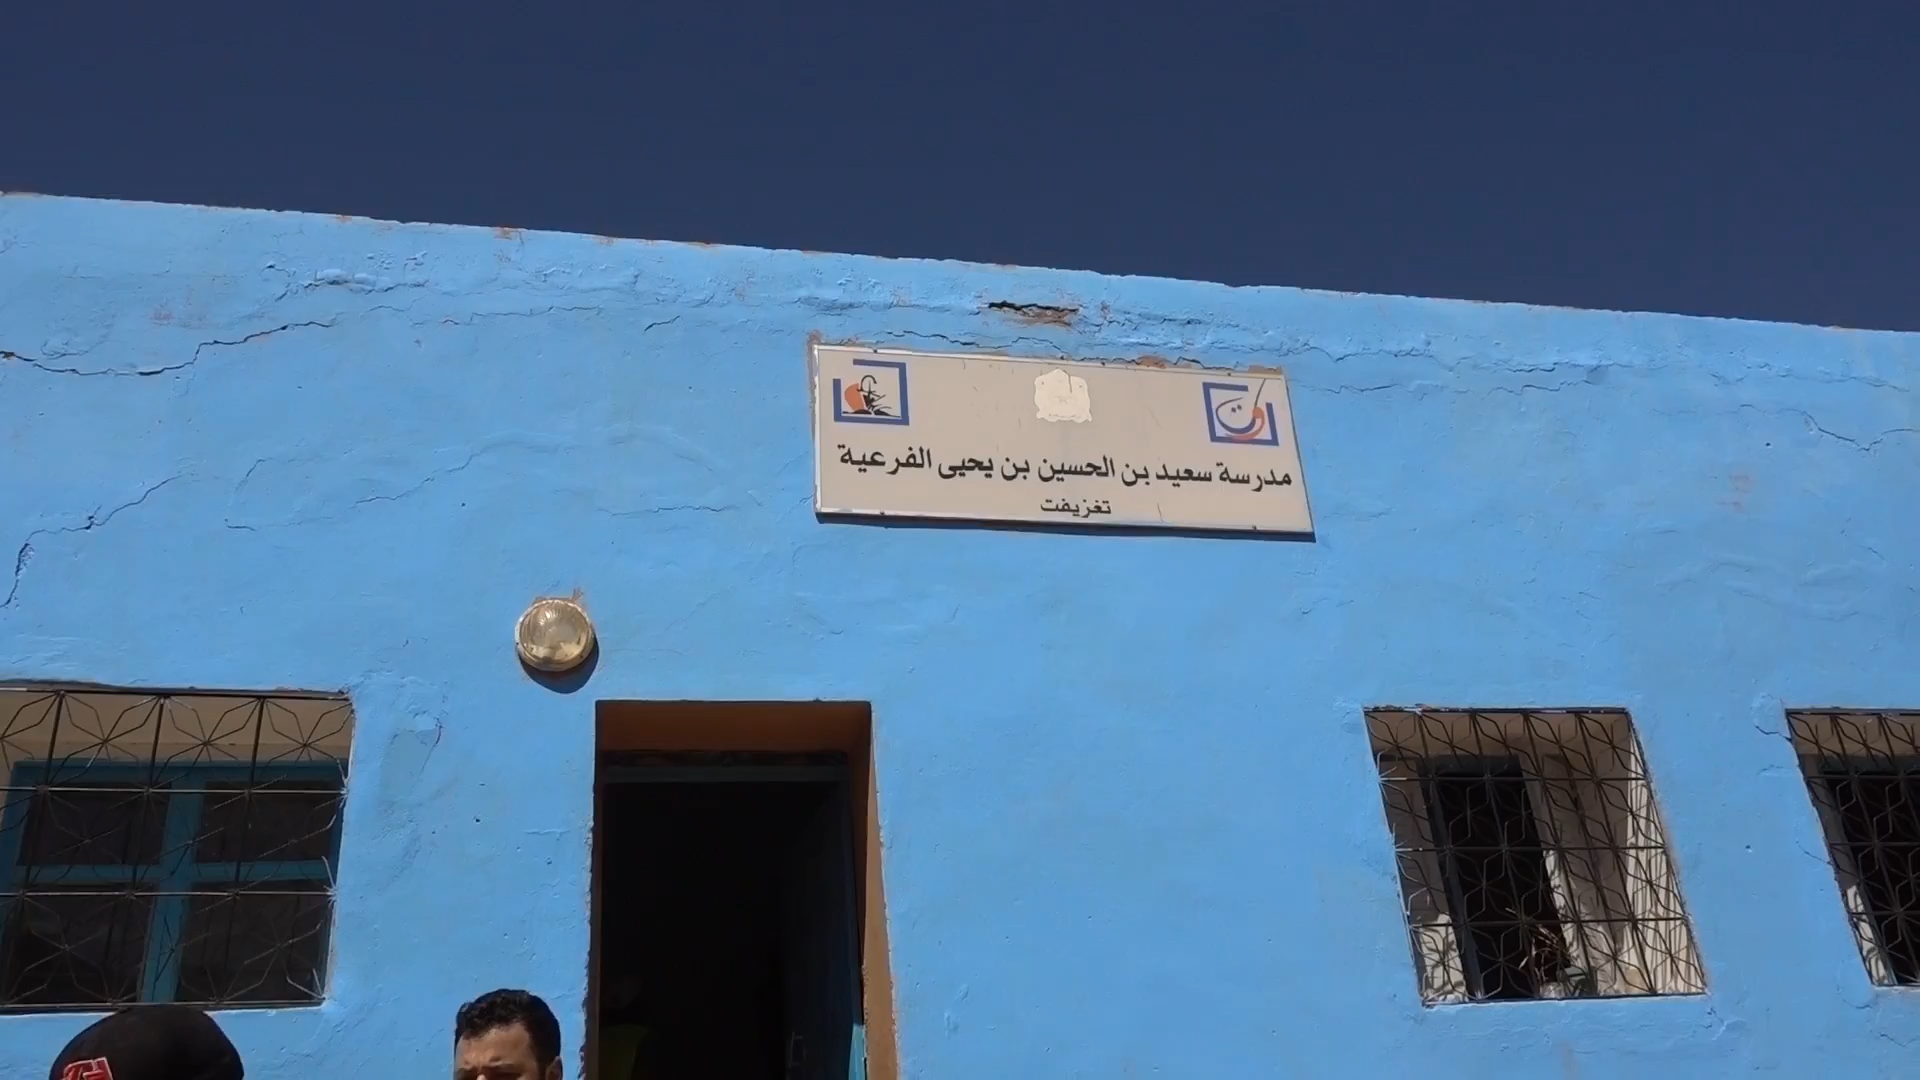 مدرسة سعيد بن الحسين بن يحيى الفرعية
تغزيفت